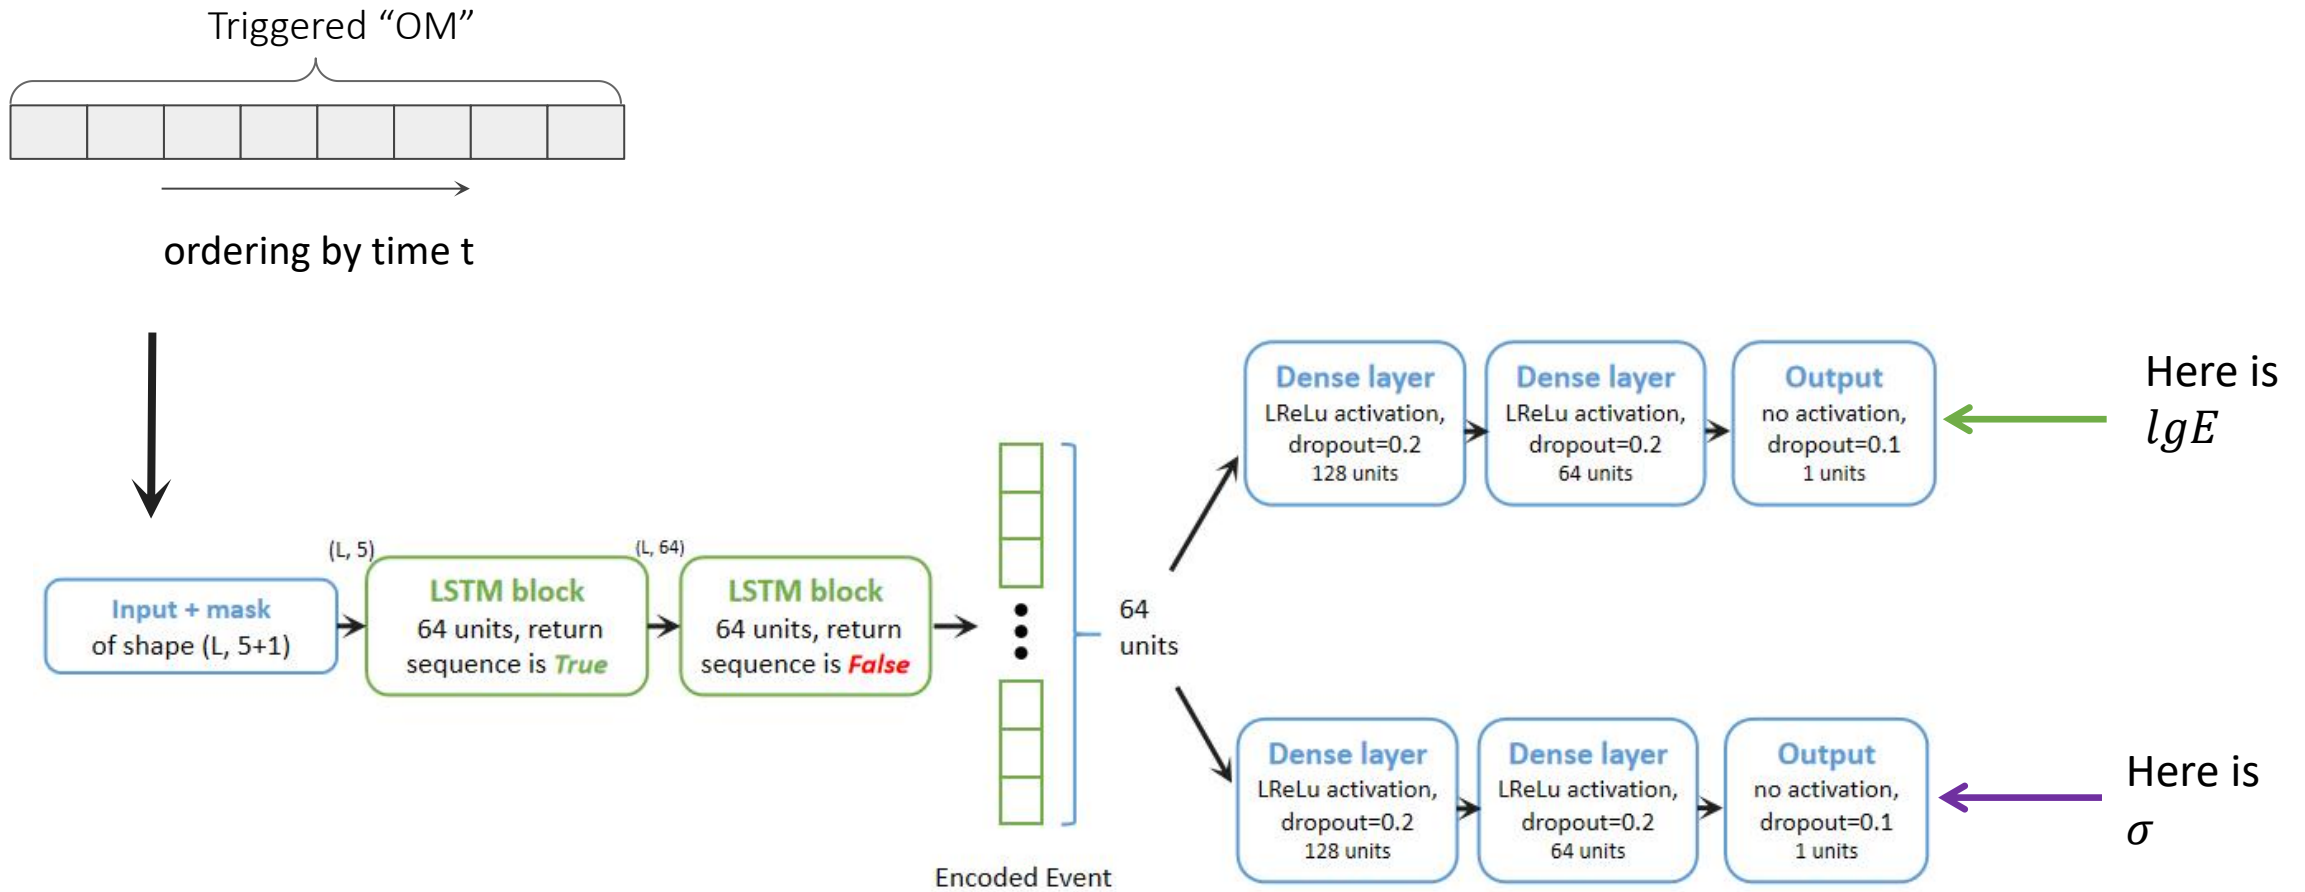 Triggered “OM”
ordering by time t
Input + mask
of shape (L, 5+1)
(L, 5)
LSTM block
64 units, return
sequence is True
(L, 64)
LSTM block
64 units, return
sequence is False
Encoded Event
64
units
Dense layer
LReLu activation,
dropout=0.2
128 units
Dense layer
LReLu activation,
dropout=0.2
64 units
Output
no activation,
dropout=0.1
1 units
Here is
lgE
Dense layer
LReLu activation,
dropout=0.2
128 units
Dense layer
LReLu activation,
dropout=0.2
64 units
Output
no activation,
dropout=0.1
1 units
Here is
σ